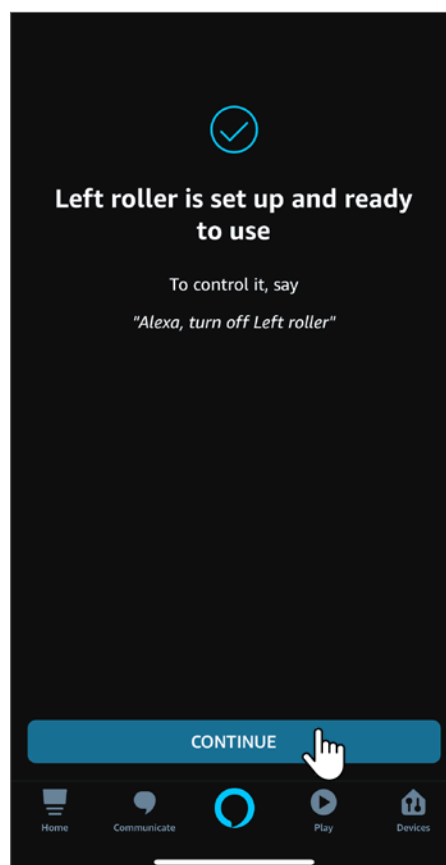 Left roller is set up and ready
to use
To control it, say
"Alexa, turn off Left roller"
CONTINUE
Home
Communicate
Play
Devices